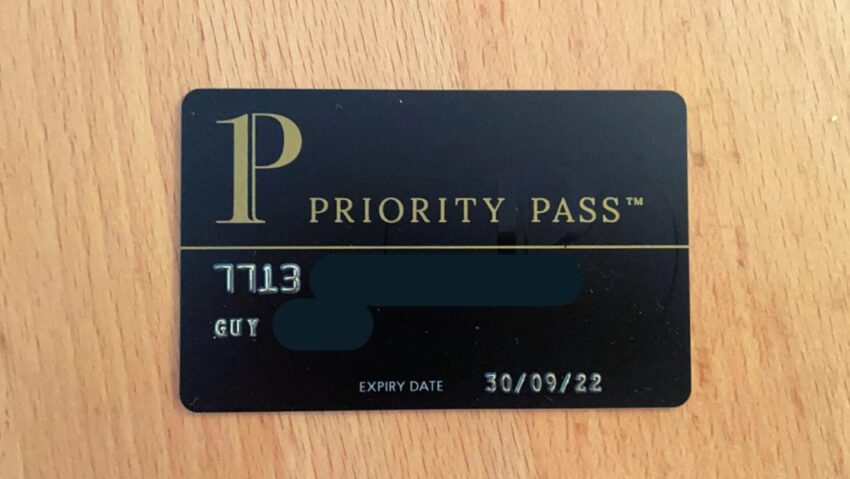 P PRIORITY PASS™
7713
GUY
EXPIRY DATE 30/09/22